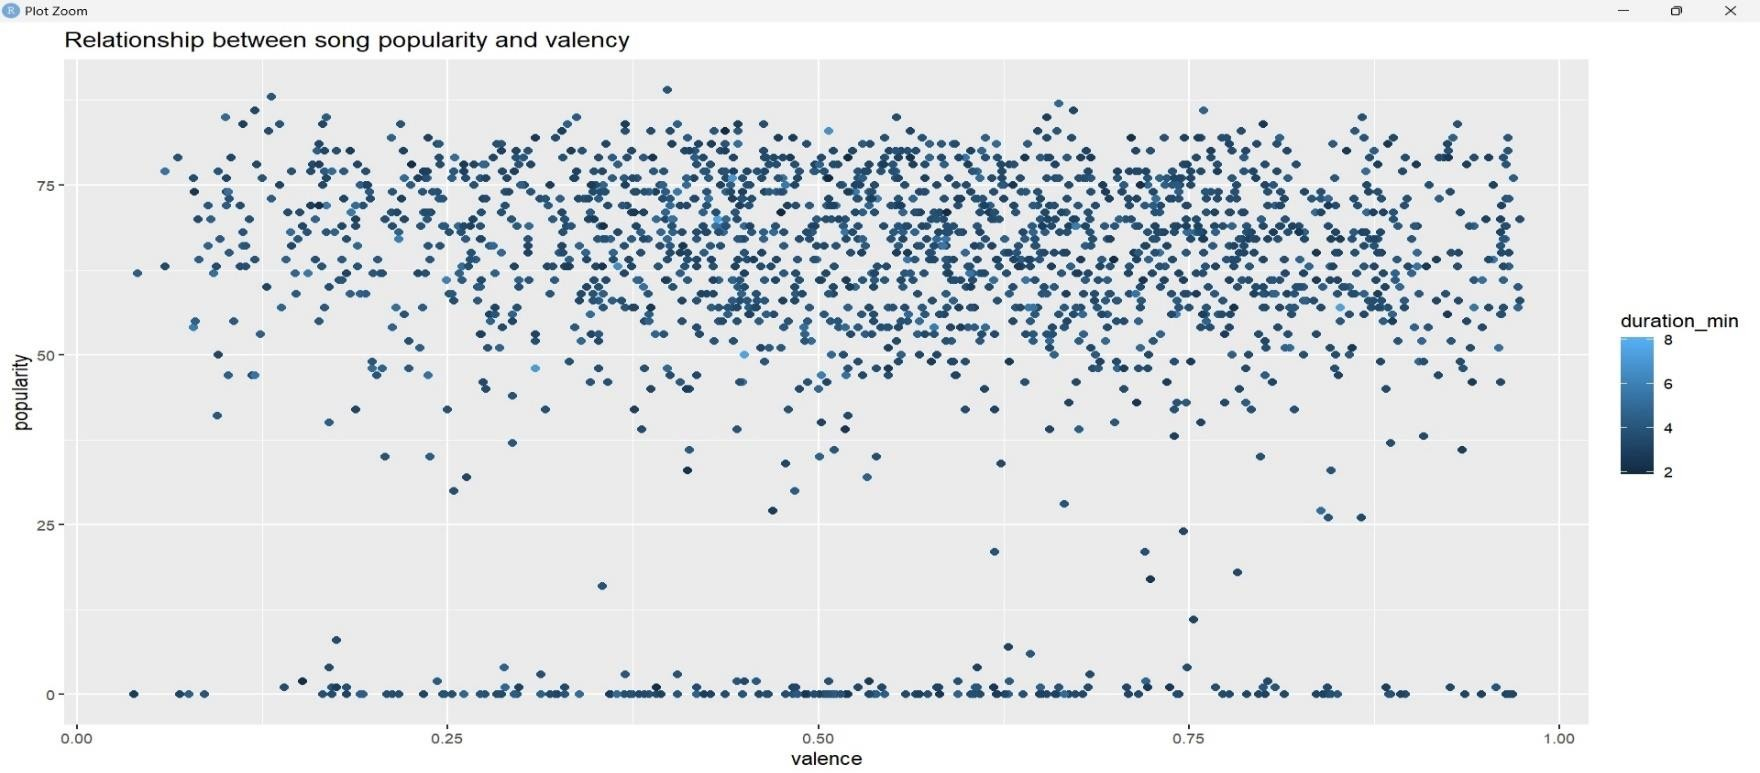 R Plot Zoom
Relationship between song popularity and valency
75
50
25
0
popularity
0.00 0.25 0.50 0.75 1.00
valence
duration_min
8
6
4
2